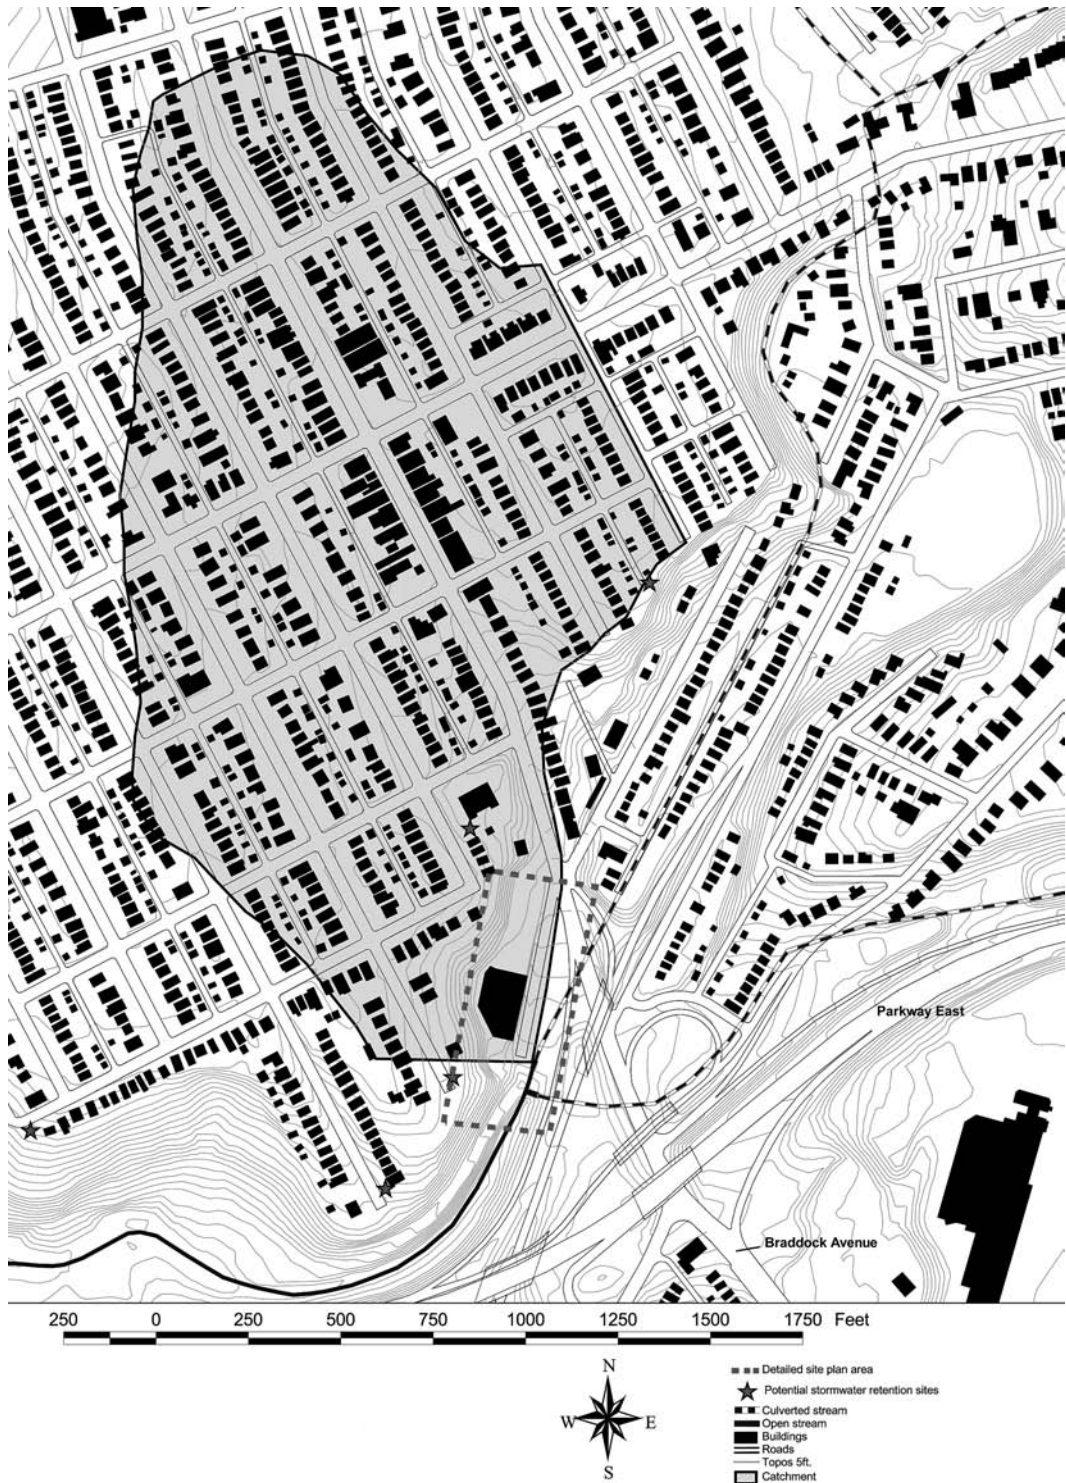 Parkway East
Braddock Avenue
250 0 250 500 750 1000 1250 1500 1750 Feet
N
W E
S
Detailed site plan area
Potential stormwater retention sites
Culverted stream
Open stream
Buildings
Roads
Topos 5ft.
Catchment